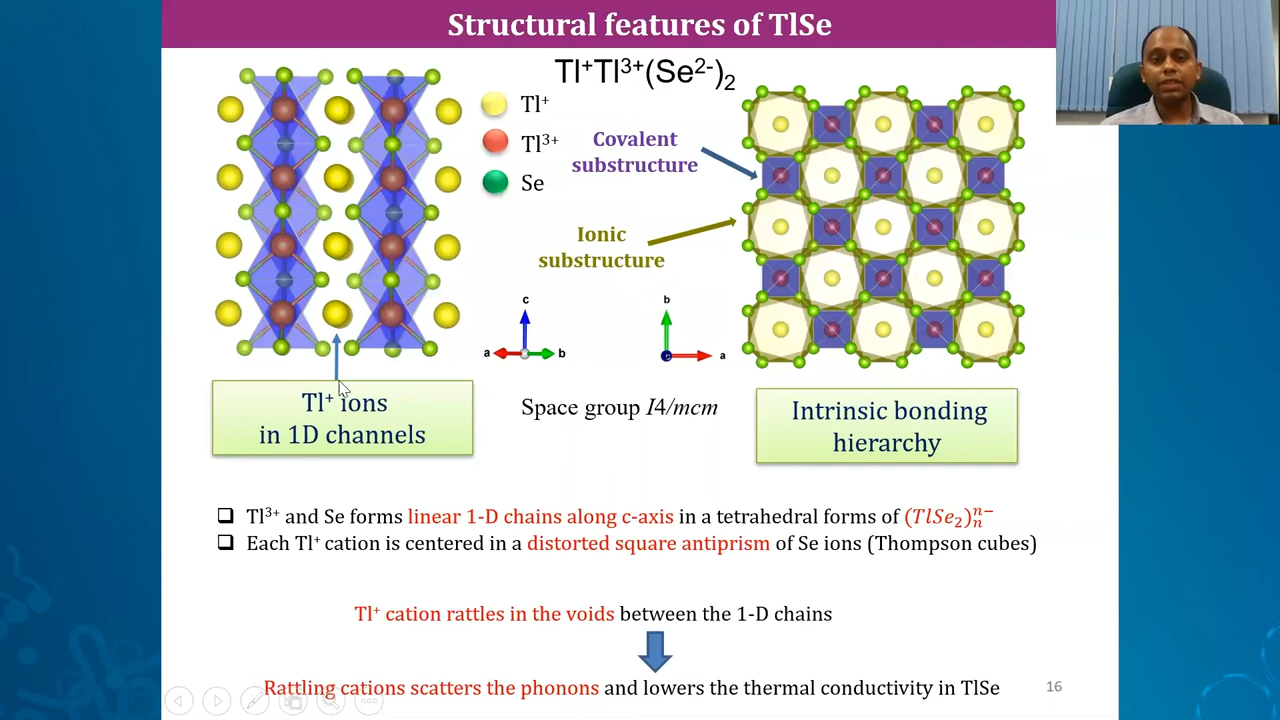 Structural features of TlSe
Tl⁺Tl³⁺(Se²⁻)₂
Tl⁺
Tl³⁺
Se
Covalent
substructure
Ionic
substructure
c
a
b
b
a
Tl⁺ ions
in 1D channels
Space group I4/mcm
Intrinsic bonding
hierarchy
❑ Tl³⁺ and Se forms linear 1-D chains along c-axis in a tetrahedral forms of (TlSe₂)ₙⁿ⁻
❑ Each Tl⁺ cation is centered in a distorted square antiprism of Se ions (Thompson cubes)
Tl⁺ cation rattles in the voids between the 1-D chains
Rattling cations scatters the phonons and lowers the thermal conductivity in TlSe
16